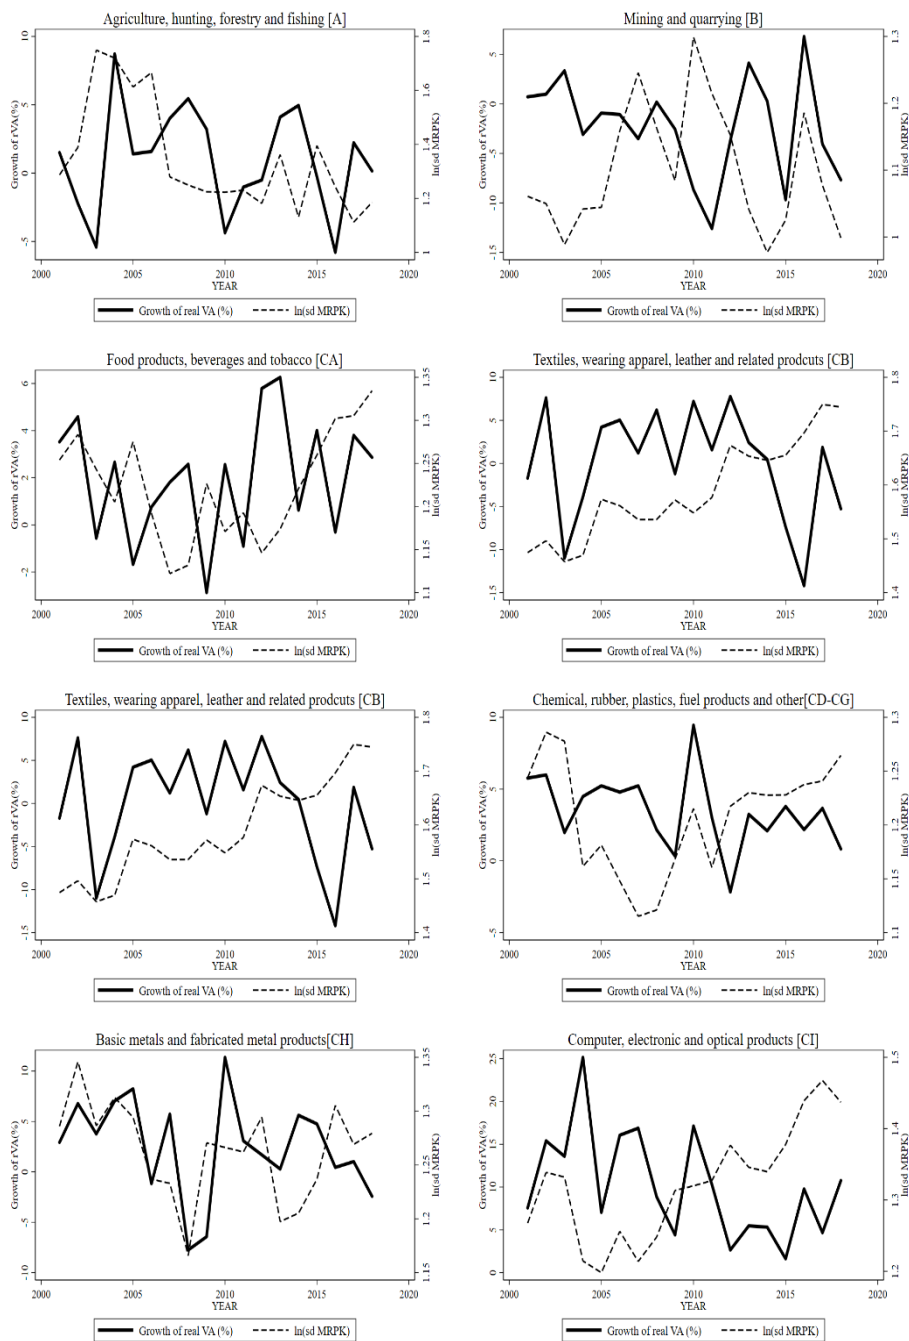 Agriculture, hunting, forestry and fishing [A]
Growth of rVA(%)
-5 0 5 10
1 1.2 1.4 1.6 1.8
ln(sd MRPK)
2000 2005 2010 2015 2020
YEAR
Growth of real VA (%) ln(sd MRPK)
Mining and quarrying [B]
Growth of rVA(%)
-15 -10 -5 0 5
1 1.1 1.2 1.3
ln(sd MRPK)
2000 2005 2010 2015 2020
YEAR
Growth of real VA (%) ln(sd MRPK)
Food products, beverages and tobacco [CA]
Growth of rVA(%)
-2 0 2 4 6
1.1 1.15 1.2 1.25 1.3 1.35
ln(sd MRPK)
2000 2005 2010 2015 2020
YEAR
Growth of real VA (%) ln(sd MRPK)
Textiles, wearing apparel, leather and related prodcuts [CB]
Growth of rVA(%)
-15 -10 -5 0 5 10
1.4 1.5 1.6 1.7 1.8
ln(sd MRPK)
2000 2005 2010 2015 2020
YEAR
Growth of real VA (%) ln(sd MRPK)
Textiles, wearing apparel, leather and related prodcuts [CB]
Growth of rVA(%)
-15 -10 -5 0 5 10
1.4 1.5 1.6 1.7 1.8
ln(sd MRPK)
2000 2005 2010 2015 2020
YEAR
Growth of real VA (%) ln(sd MRPK)
Chemical, rubber, plastics, fuel products and other[CD-CG]
Growth of rVA(%)
-5 0 5 10
1.1 1.15 1.2 1.25 1.3
ln(sd MRPK)
2000 2005 2010 2015 2020
YEAR
Growth of real VA (%) ln(sd MRPK)
Basic metals and fabricated metal products[CH]
Growth of rVA(%)
-10 -5 0 5 10
1.15 1.2 1.25 1.3 1.35
ln(sd MRPK)
2000 2005 2010 2015 2020
YEAR
Growth of real VA (%) ln(sd MRPK)
Computer, electronic and optical products [CI]
Growth of rVA(%)
0 5 10 15 20 25
1.2 1.3 1.4 1.5
ln(sd MRPK)
2000 2005 2010 2015 2020
YEAR
Growth of real VA (%) ln(sd MRPK)